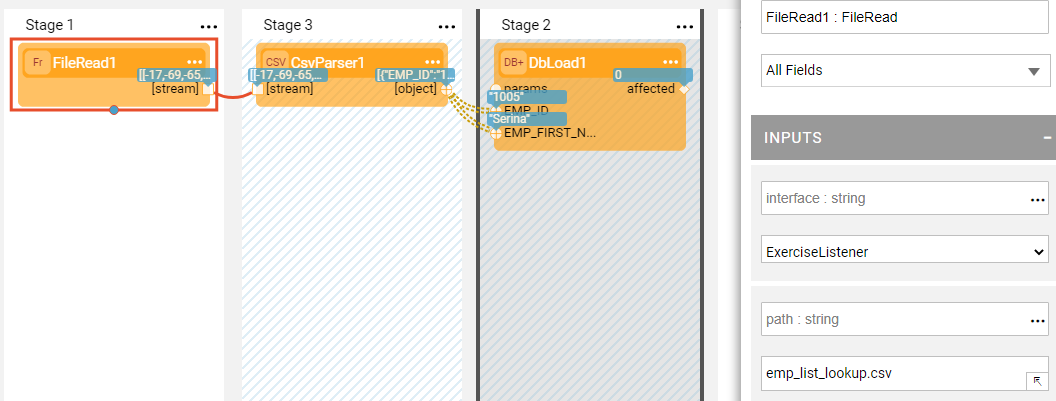 Stage 1
Fr FileRead1
[[-17,-69,-65,...
[stream]
Stage 3
CSV CsvParser1
[[-17,-69,-65,...
[{"EMP_ID":"1...
[stream]
[object]
Stage 2
DB+ DbLoad1
0
params
affected
"1005"
EMP_ID
"Serina"
EMP_FIRST_N...
FileRead1 : FileRead
All Fields
INPUTS
interface : string
ExerciseListener
path : string
emp_list_lookup.csv